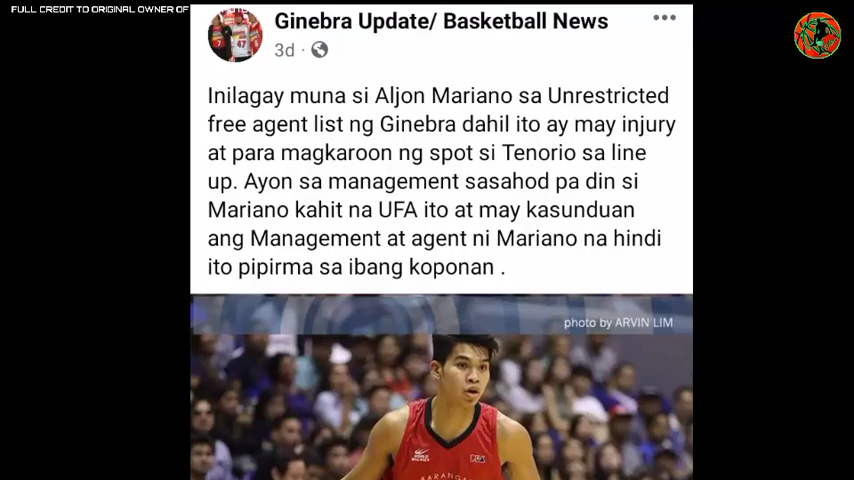 FULL CREDIT TO ORIGINAL OWNER OF
Ginebra Update/ Basketball News
3d
Inilagay muna si Aljon Mariano sa Unrestricted
free agent list ng Ginebra dahil ito ay may injury
at para magkaroon ng spot si Tenorio sa line
up. Ayon sa management sasahod pa din si
Mariano kahit na UFA ito at may kasunduan
ang Management at agent ni Mariano na hindi
ito pipirma sa ibang koponan .
photo by ARVIN LIM
BARANGA